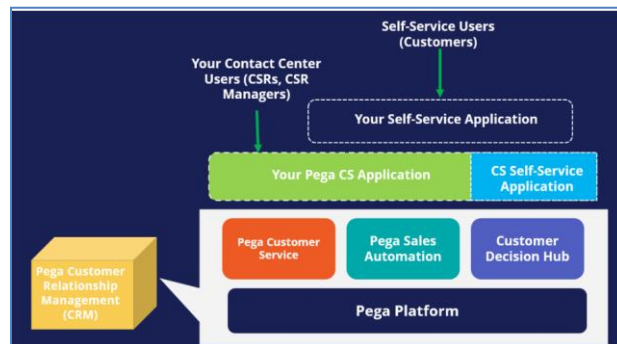 Self-Service Users
(Customers)
Your Contact Center
Users (CSRs, CSR
Managers)
Your Self-Service Application
Your Pega CS Application
CS Self-Service
Application
Pega Customer
Service
Pega Sales
Automation
Customer
Decision Hub
Pega Customer
Relationship
Management
(CRM)
Pega Platform